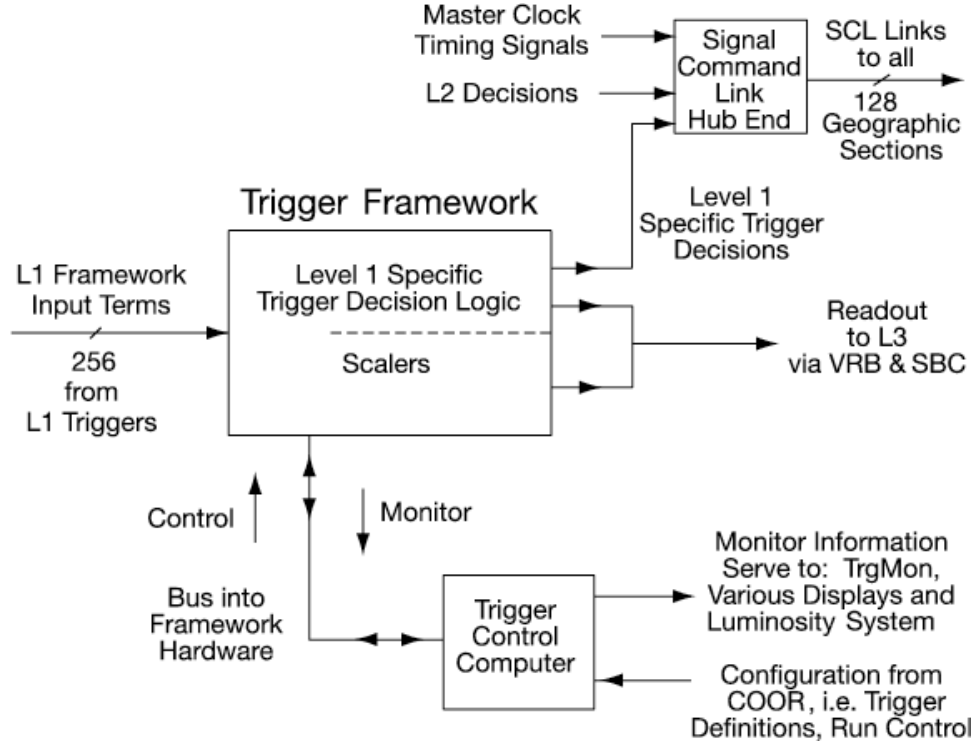 Master Clock
Timing Signals
L2 Decisions
Signal
Command
Link
Hub End
SCL Links
to all
128
Geographic
Sections
Trigger Framework
Level 1
Specific Trigger
Decisions
L1 Framework
Input Terms
256
from
L1 Triggers
Level 1 Specific
Trigger Decision Logic
Scalers
Readout
to L3
via VRB & SBC
Control
Monitor
Bus into
Framework
Hardware
Trigger
Control
Computer
Monitor Information
Serve to: TrgMon,
Various Displays and
Luminosity System
Configuration from
COOR, i.e. Trigger
Definitions, Run Control